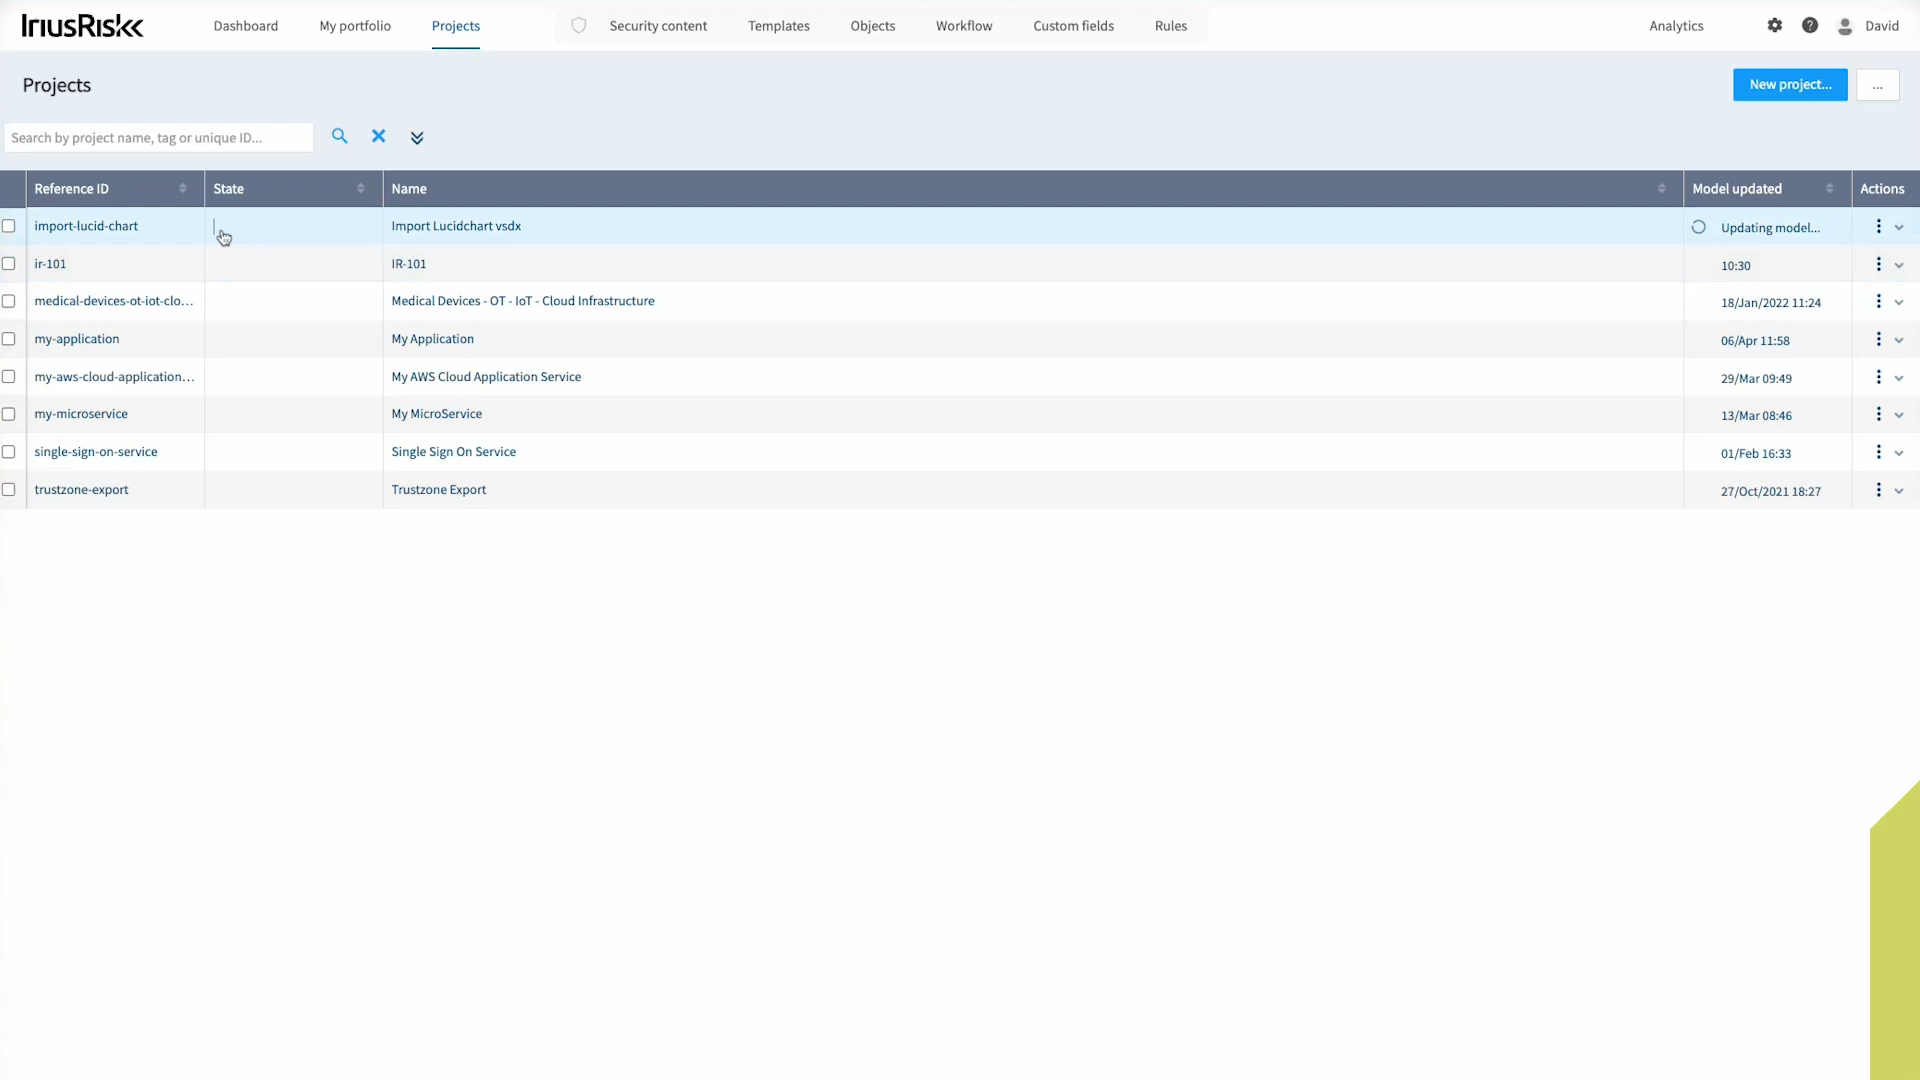 IriusRisk
Dashboard My portfolio Projects Security content Templates Objects Workflow Custom fields Rules Analytics David
Projects
New project... ...
Search by project name, tag or unique ID...
Reference ID State Name Model updated Actions
import-lucid-chart Import Lucidchart vsdx Updating model...
ir-101 IR-101 10:30
medical-devices-ot-iot-clo... Medical Devices - OT - IoT - Cloud Infrastructure 18/Jan/2022 11:24
my-application My Application 06/Apr 11:58
my-aws-cloud-application... My AWS Cloud Application Service 29/Mar 09:49
my-microservice My MicroService 13/Mar 08:46
single-sign-on-service Single Sign On Service 01/Feb 16:33
trustzone-export Trustzone Export 27/Oct/2021 18:27